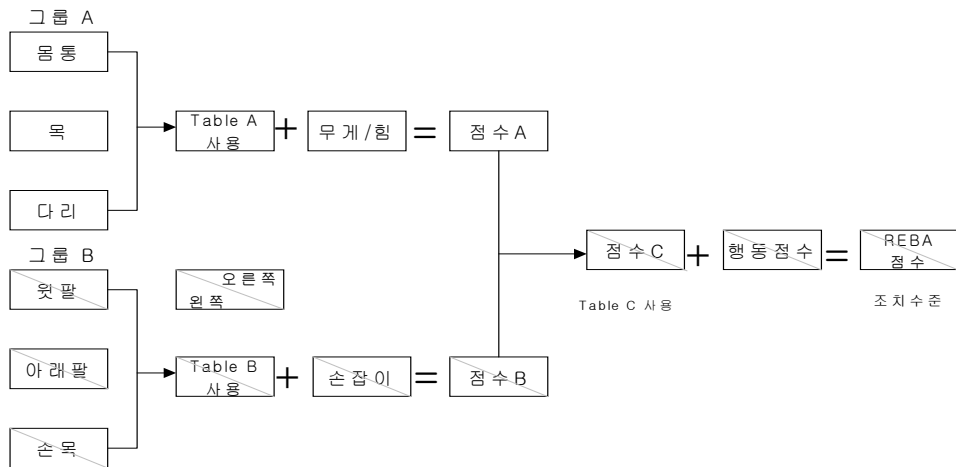 그룹 A
몸통
목
다리
Table A
사용
+
무게/힘
=
점수A
그룹 B
윗팔
아래팔
손목
오른쪽
왼쪽
Table B
사용
+
손잡이
=
점수B
점수C
+
행동점수
=
REBA
점수
Table C 사용
조치수준